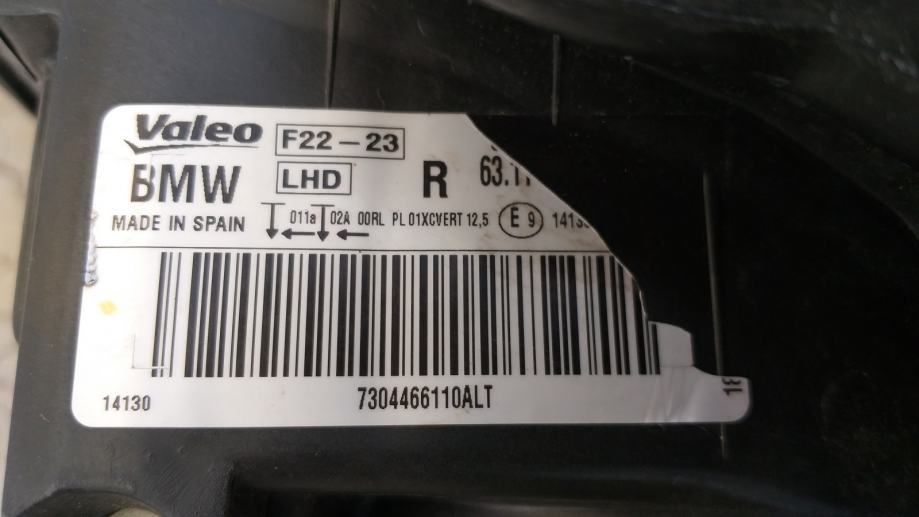 Valeo F22-23
BMW LHD R 63.11
MADE IN SPAIN 011a 02A 00RL PL 01XCVERT 12,5 E 9 1413
14130 7304466110ALT